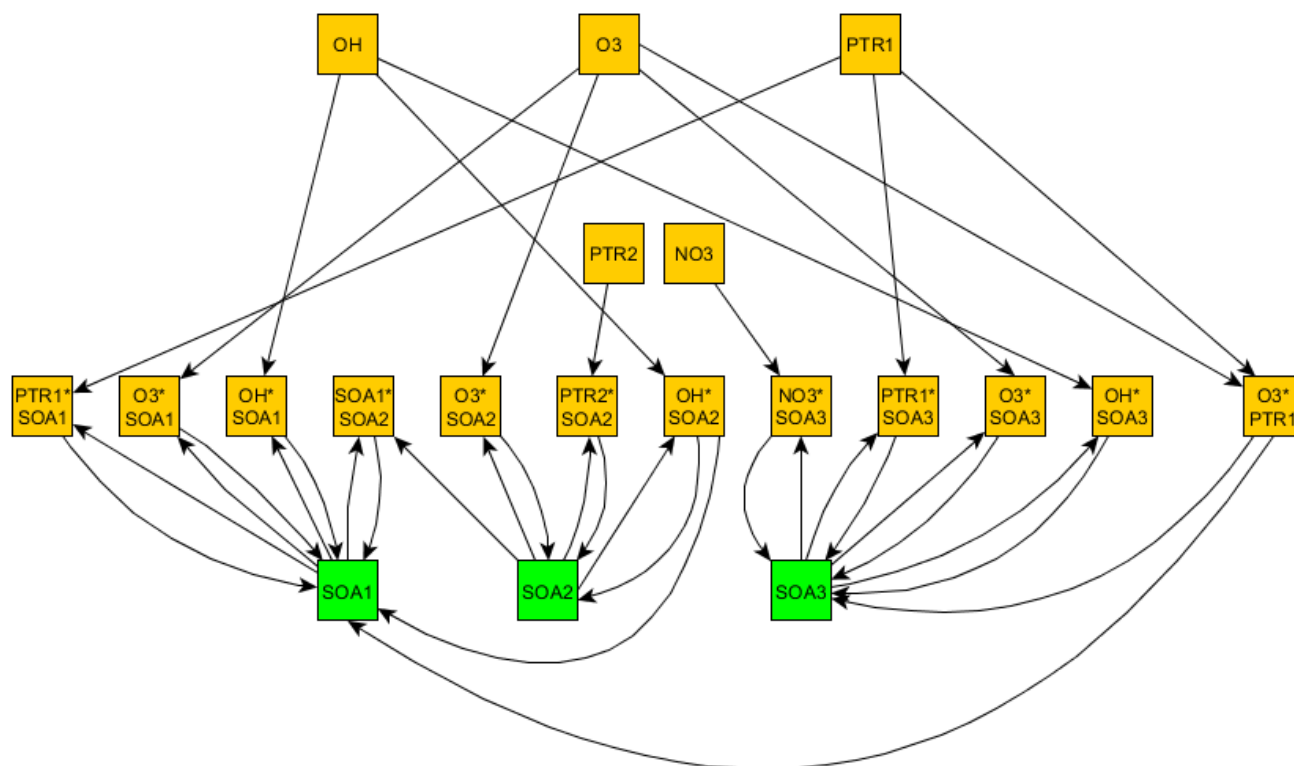 OH
O3
PTR1
PTR2
NO3
PTR1*
SOA1
O3*
SOA1
OH*
SOA1
SOA1*
SOA2
O3*
SOA2
PTR2*
SOA2
OH*
SOA2
NO3*
SOA3
PTR1*
SOA3
O3*
SOA3
OH*
SOA3
O3*
PTR1
SOA1
SOA2
SOA3